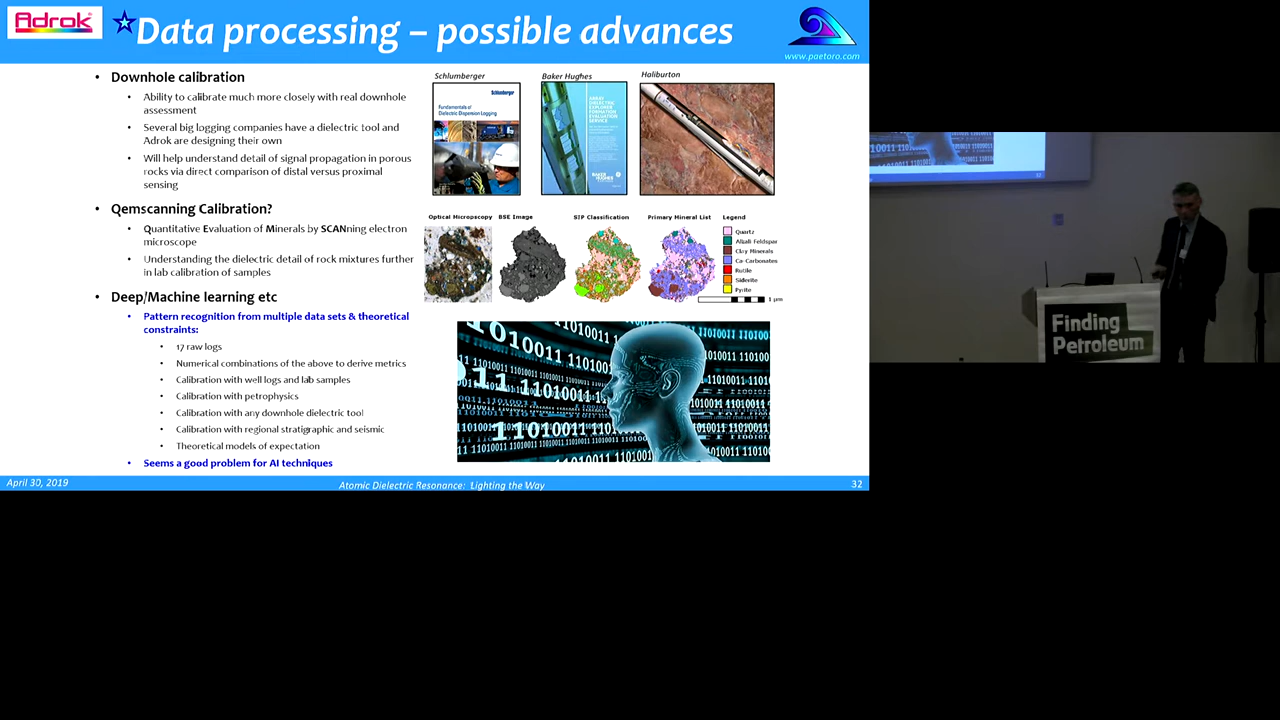 Adrok
Data processing – possible advances
www.paetoro.com
• Downhole calibration
• Ability to calibrate much more closely with real downhole
assessment
• Several big logging companies have a dielectric tool and
Adrok are designing their own
• Will help understand detail of signal propagation in porous
rocks via direct comparison of distal versus proximal
sensing
• Qemscanning Calibration?
• Quantitative Evaluation of Minerals by SCANning electron
microscope
• Understanding the dielectric detail of rock mixtures further
in lab calibration of samples
• Deep/Machine learning etc
• Pattern recognition from multiple data sets & theoretical
constraints:
• 17 raw logs
• Numerical combinations of the above to derive metrics
• Calibration with well logs and lab samples
• Calibration with petrophysics
• Calibration with any downhole dielectric tool
• Calibration with regional stratigraphic and seismic
• Theoretical models of expectation
• Seems a good problem for AI techniques
Schlumberger
Baker Hughes
Haliburton
Schlumberger
Fundamentals of
Dielectric Dispersion Logging
BAKER
HUGHES
Optical Micropscopy
BSE Image
SIP Classification
Primary Mineral List
Legend
Quartz
Alkali Feldspar
Clay Minerals
Ca-Carbonates
Rutile
Siderite
Pyrite
1 µm
April 30, 2019
Atomic Dielectric Resonance: Lighting the Way
32
Finding
Petroleum